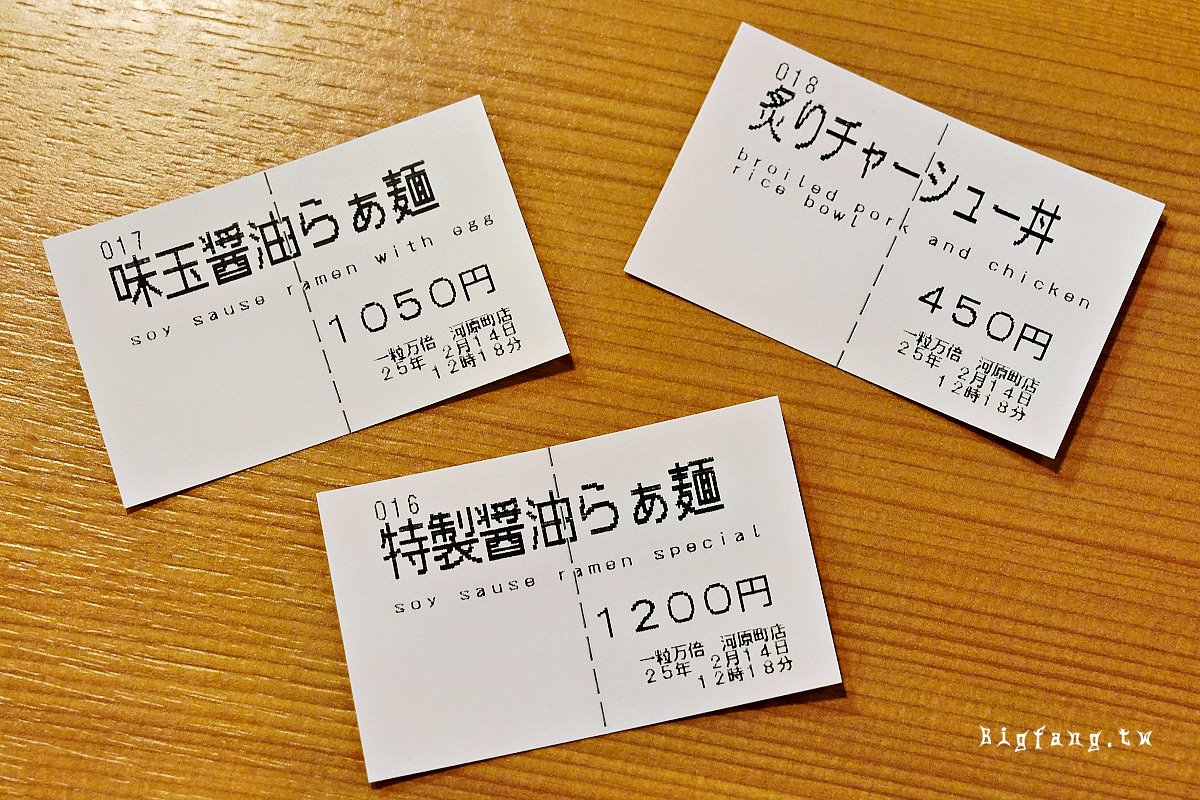 017
味玉醤油らぁ麺
soy sause ramen with egg
1050円
一粒万倍 河原町店
25年 2月14日
12時18分
018
炙りチャーシュー丼
broiled pork and chicken
rice bowl
450円
一粒万倍 河原町店
25年 2月14日
12時18分
016
特製醤油らぁ麺
soy sause ramen special
1200円
一粒万倍 河原町店
25年 2月14日
12時18分
Bigfang.tw